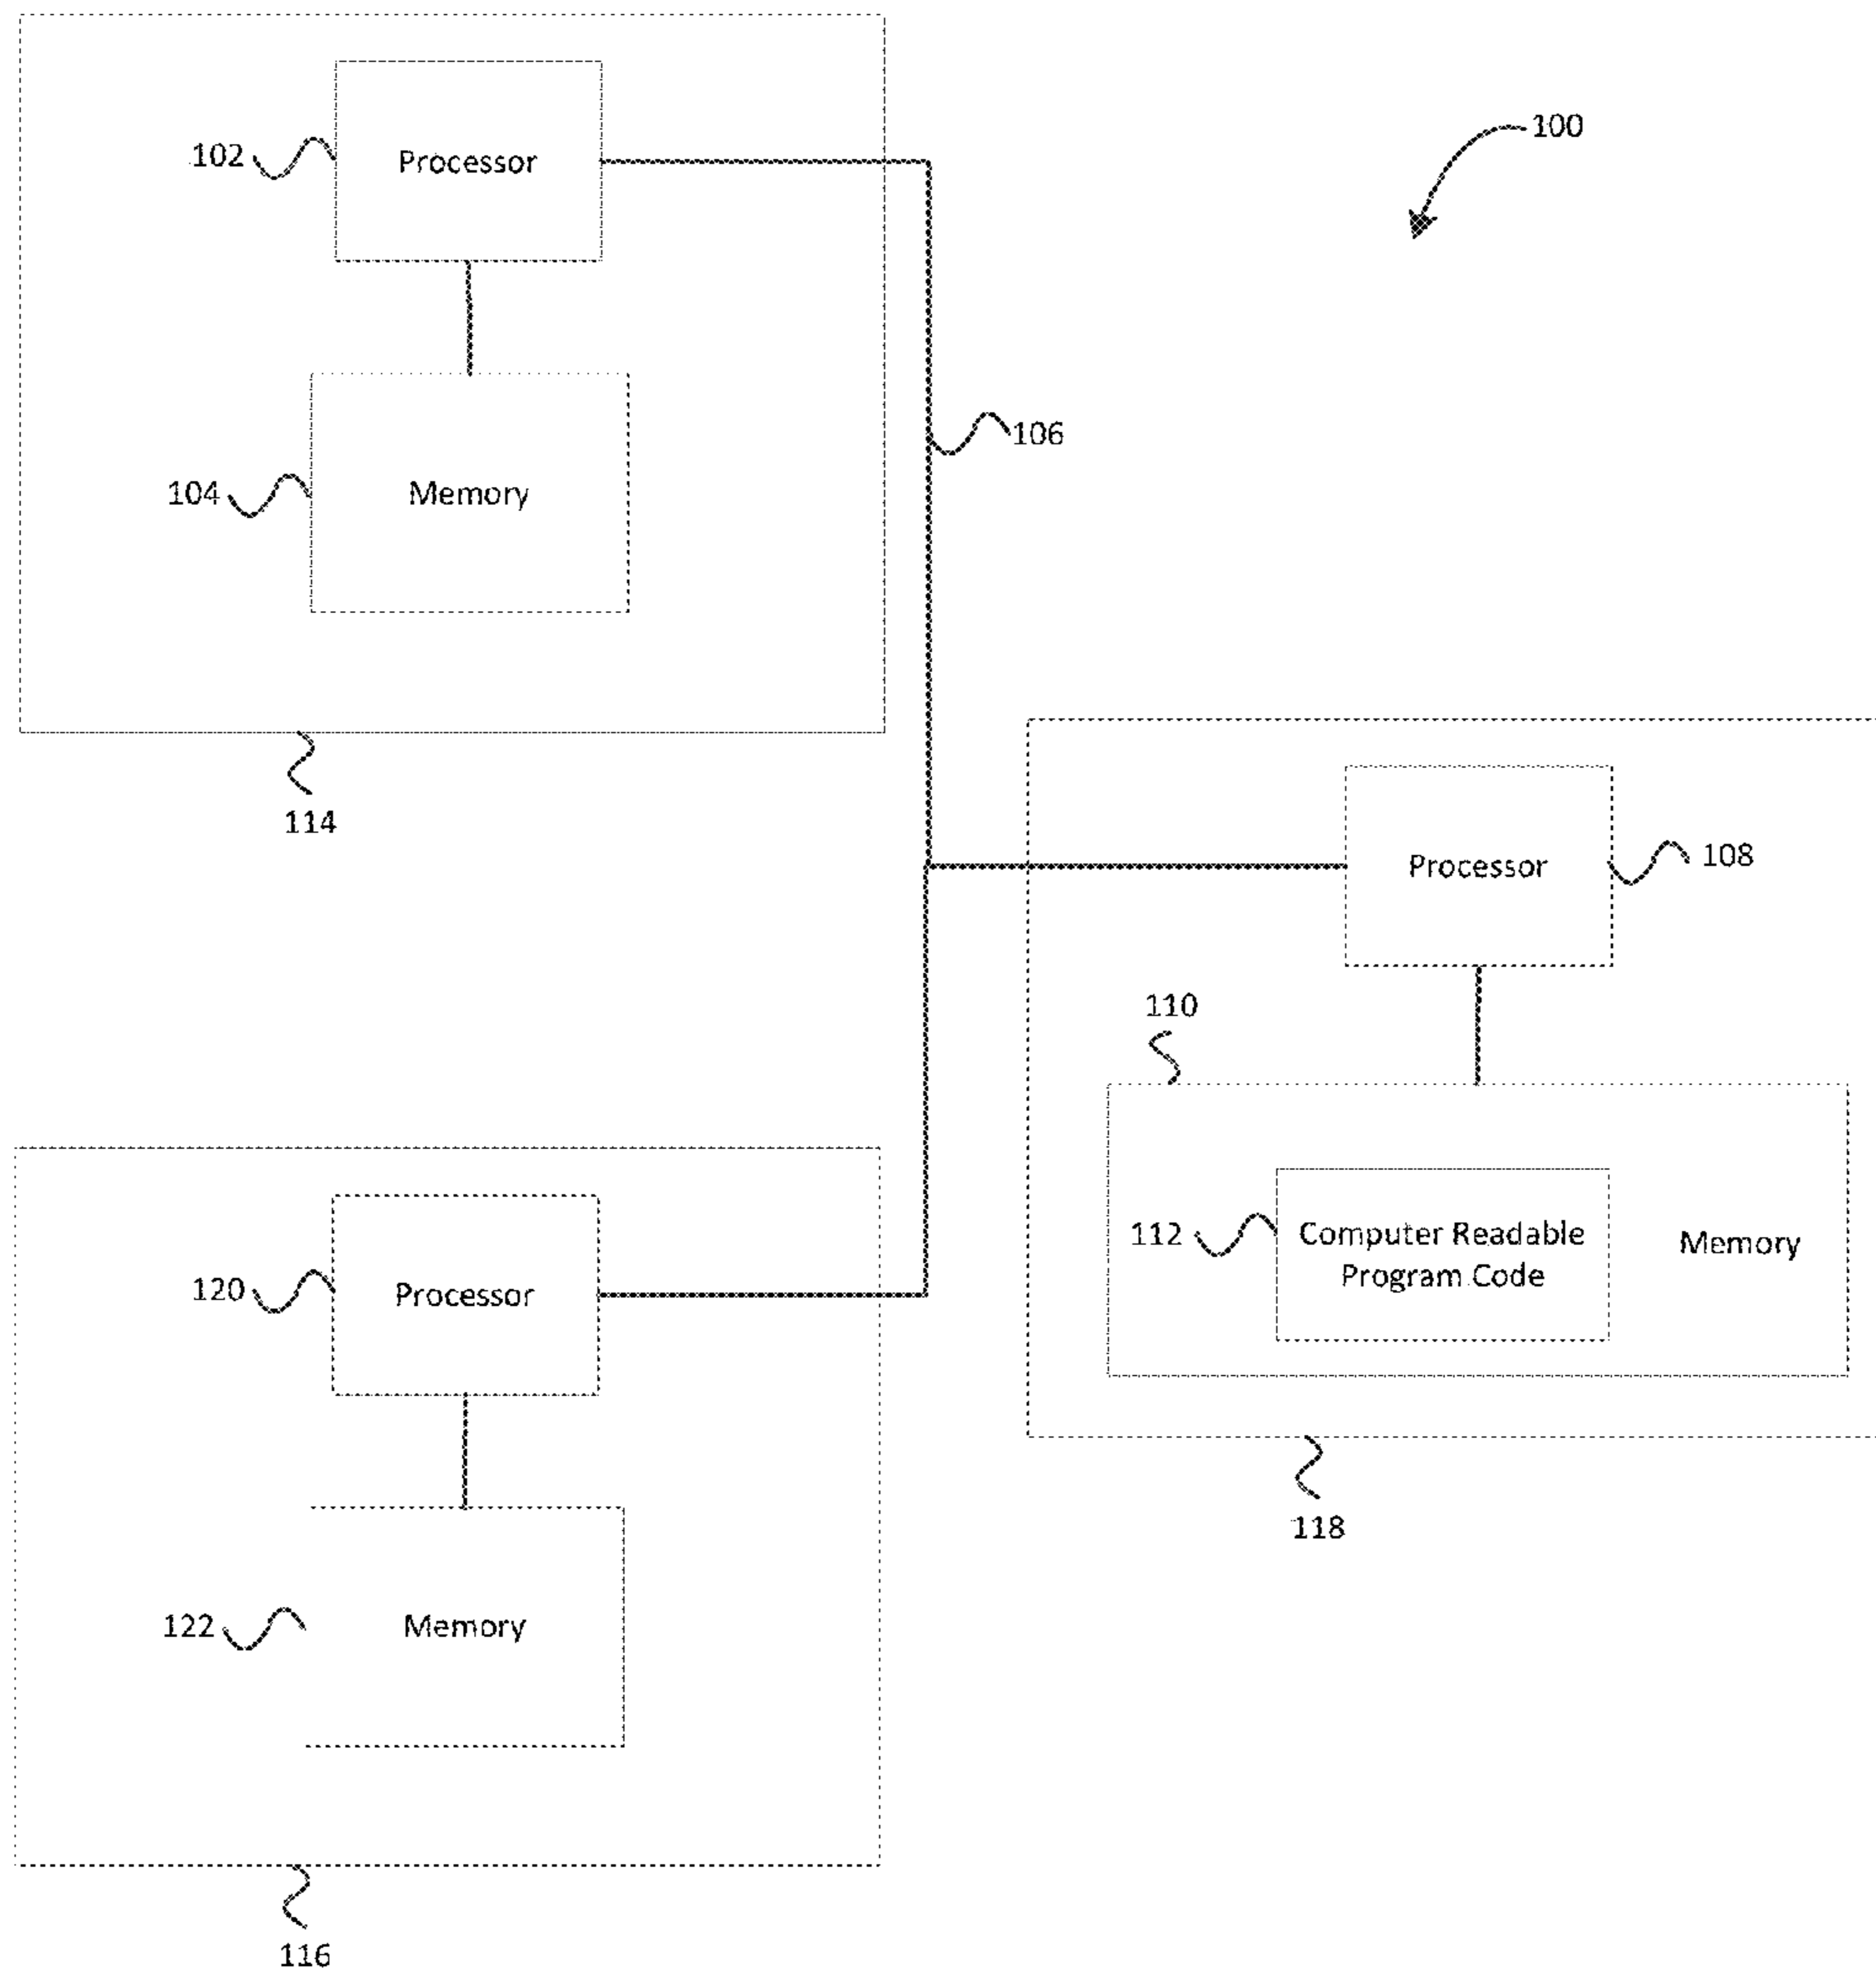 100
102
Processor
106
104
Memory
114
Processor
108
110
112
Computer Readable
Program Code
Memory
118
120
Processor
122
Memory
116